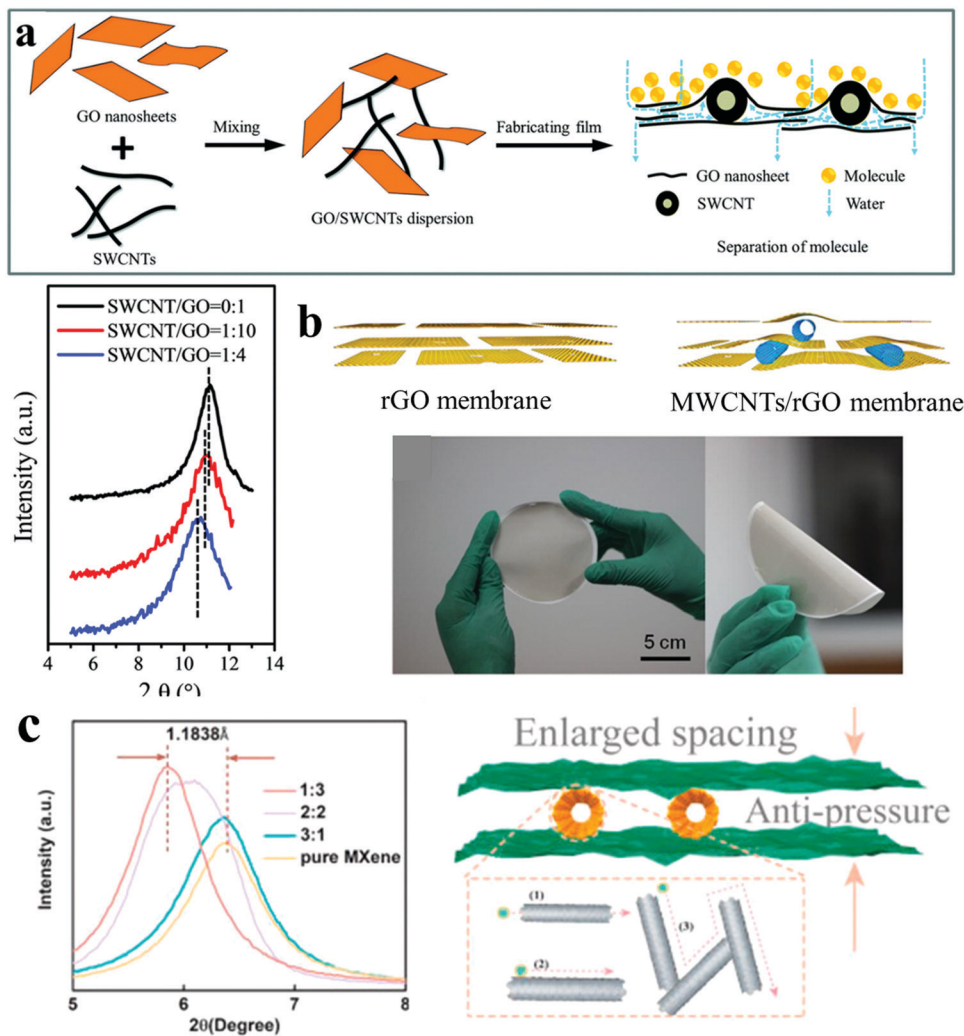 a
GO nanosheets
+
SWCNTs
Mixing
GO/SWCNTs dispersion
Fabricating film
GO nanosheet
Molecule
SWCNT
Water
Separation of molecule
SWCNT/GO=0:1
SWCNT/GO=1:10
SWCNT/GO=1:4
Intensity (a.u.)
4 6 8 10 12 14
2 θ (°)
b
rGO membrane
MWCNTs/rGO membrane
5 cm
c
1.1838Å
1:3
2:2
3:1
pure MXene
Intensity (a.u.)
5 6 7 8
2θ(Degree)
Enlarged spacing
Anti-pressure
(1)
(2)
(3)